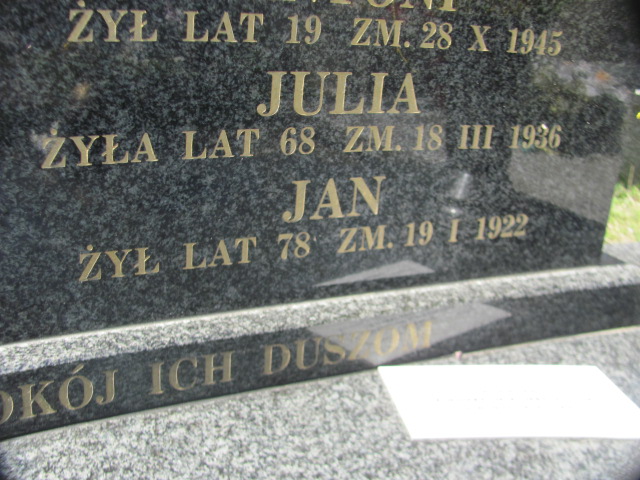 ŻYŁ LAT 19 ZM. 28 X 1945
JULIA
ŻYŁA LAT 68 ZM. 18 III 1936
JAN
ŻYŁ LAT 78 ZM. 19 I 1922
ICH DUSZOM